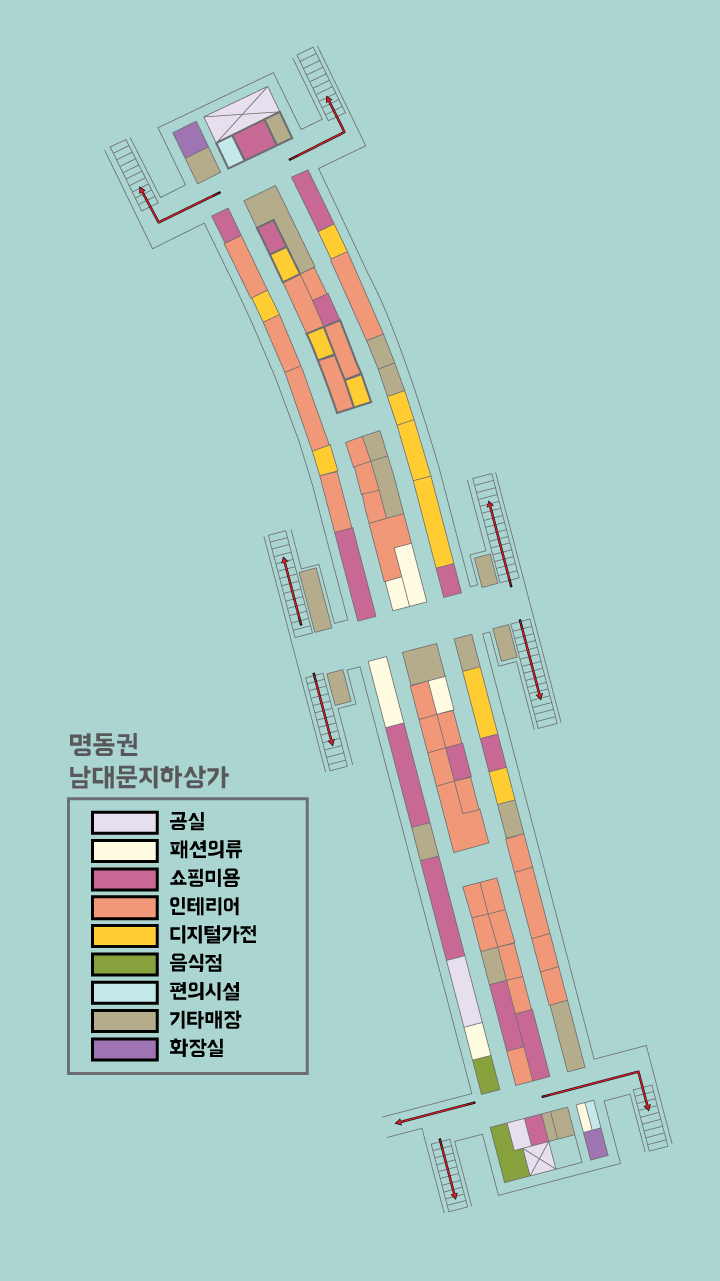 명동권
남대문지하상가
공실
패션의류
쇼핑미용
인테리어
디지털가전
음식점
편의시설
기타매장
화장실